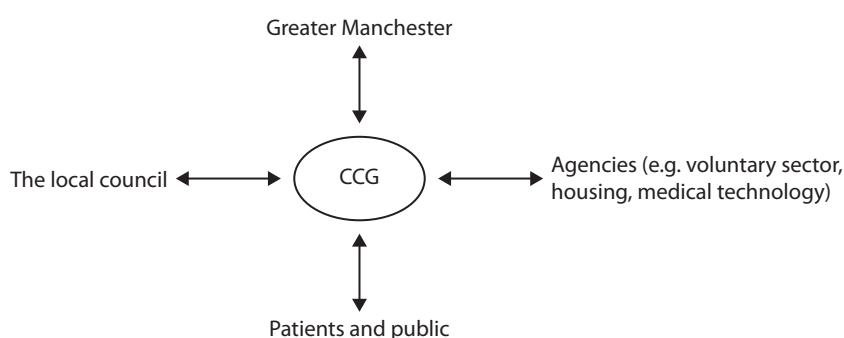 Greater Manchester
The local council
CCG
Agencies (e.g. voluntary sector,
housing, medical technology)
Patients and public